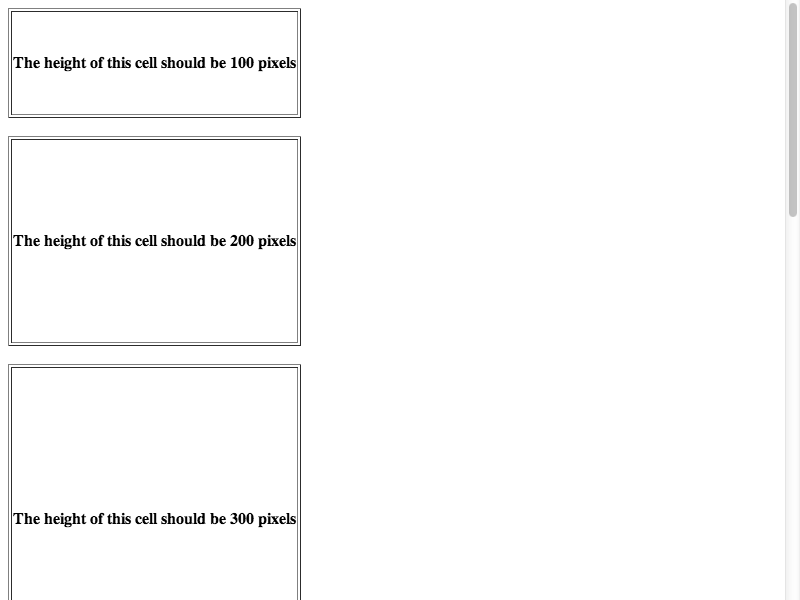 The height of this cell should be 100 pixels
The height of this cell should be 200 pixels
The height of this cell should be 300 pixels